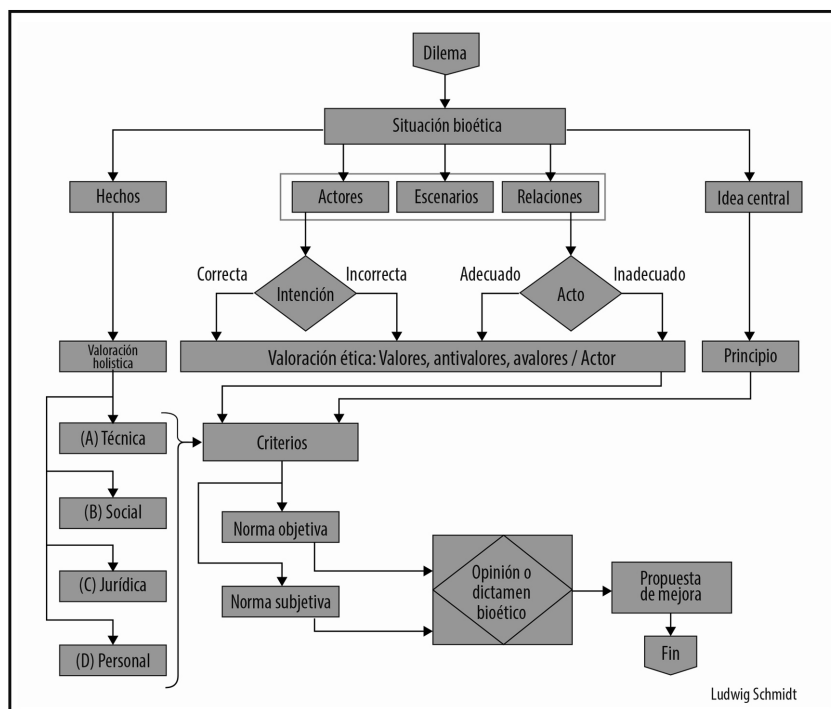 Dilema
Situación bioética
Hechos
Actores
Escenarios
Relaciones
Idea central
Correcta
Incorrecta
Adecuado
Inadecuado
Intención
Acto
Valoración
holística
Valoración ética: Valores, antivalores, avalores / Actor
Principio
(A) Técnica
Criterios
(B) Social
Norma objetiva
(C) Jurídica
Norma subjetiva
Opinión o
dictamen
bioético
Propuesta
de mejora
(D) Personal
Fin
Ludwig Schmidt